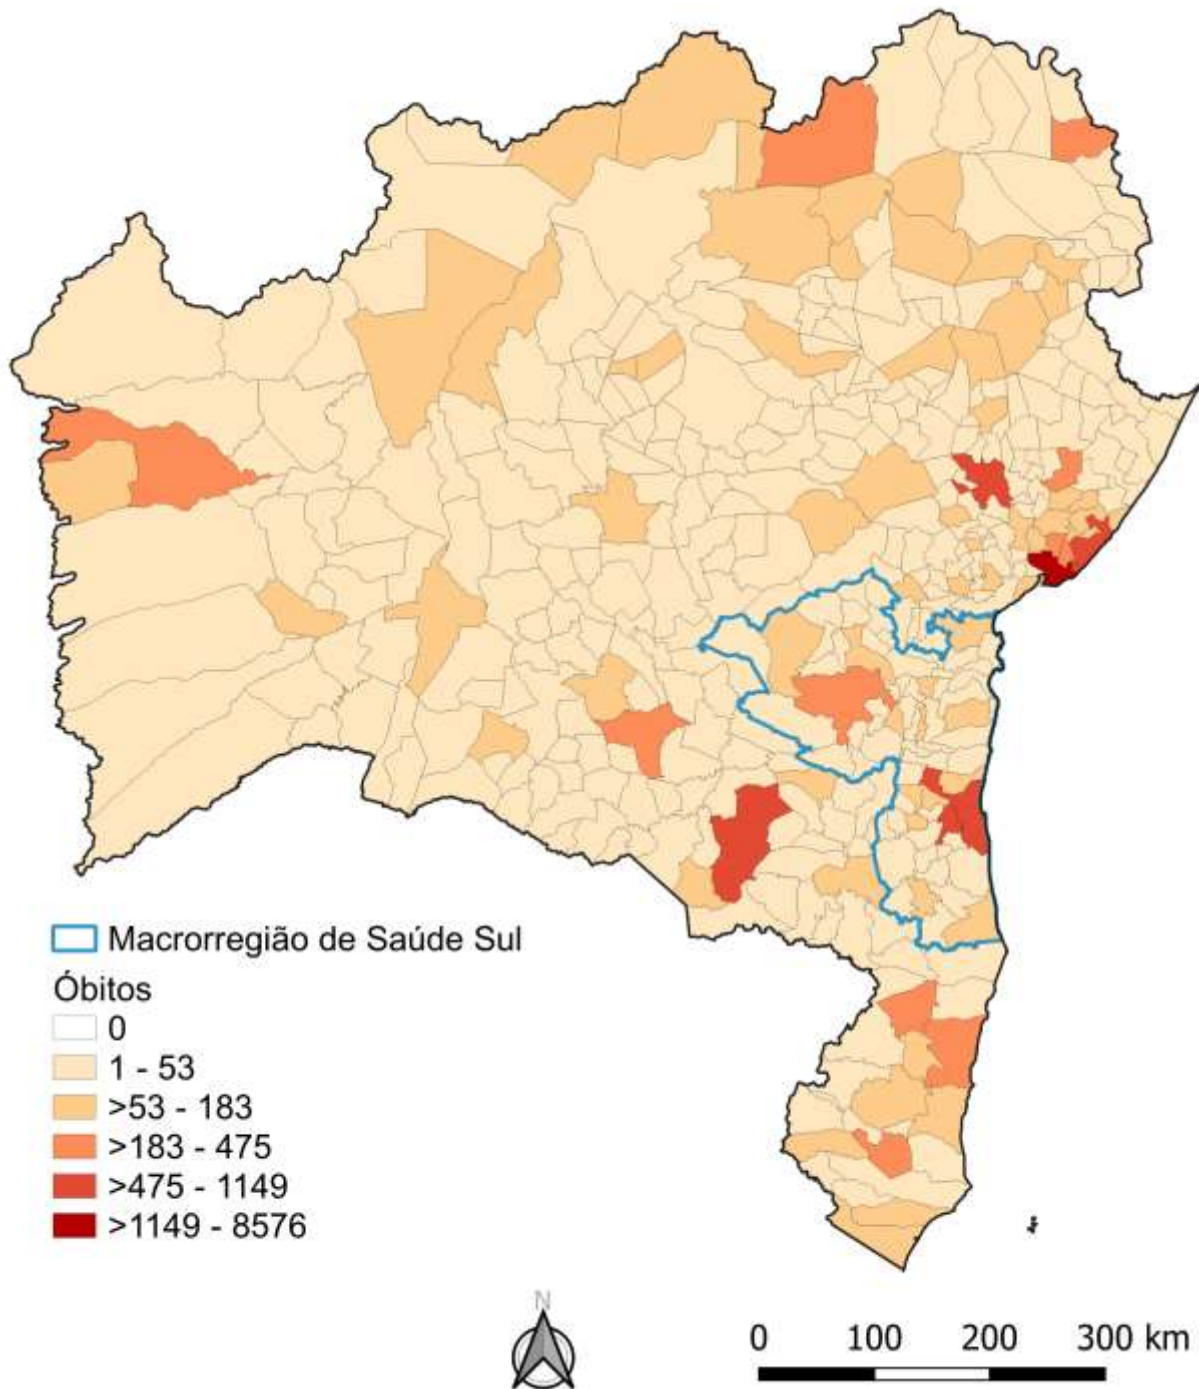 Macrorregião de Saúde Sul
Óbitos
0
1 - 53
>53 - 183
>183 - 475
>475 - 1149
>1149 - 8576
N
0 100 200 300 km